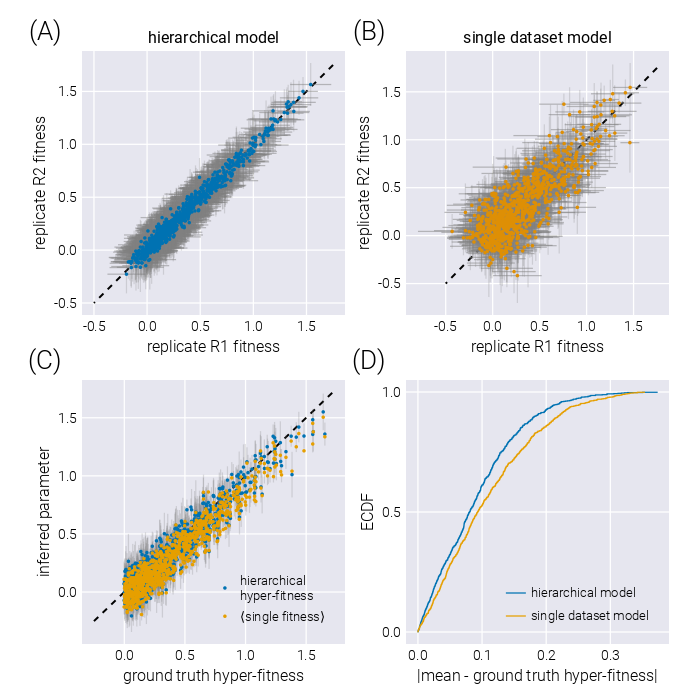 (A)
hierarchical model
replicate R2 fitness
1.5
1.0
0.5
0.0
-0.5
-0.5 0.0 0.5 1.0 1.5
replicate R1 fitness
(B)
single dataset model
replicate R2 fitness
1.5
1.0
0.5
0.0
-0.5
-0.5 0.0 0.5 1.0 1.5
replicate R1 fitness
(C)
inferred parameter
1.5
1.0
0.5
0.0
hierarchical
hyper-fitness
⟨single fitness⟩
0.0 0.5 1.0 1.5
ground truth hyper-fitness
(D)
ECDF
1.0
0.5
0.0
hierarchical model
single dataset model
0.0 0.1 0.2 0.3
|mean - ground truth hyper-fitness|